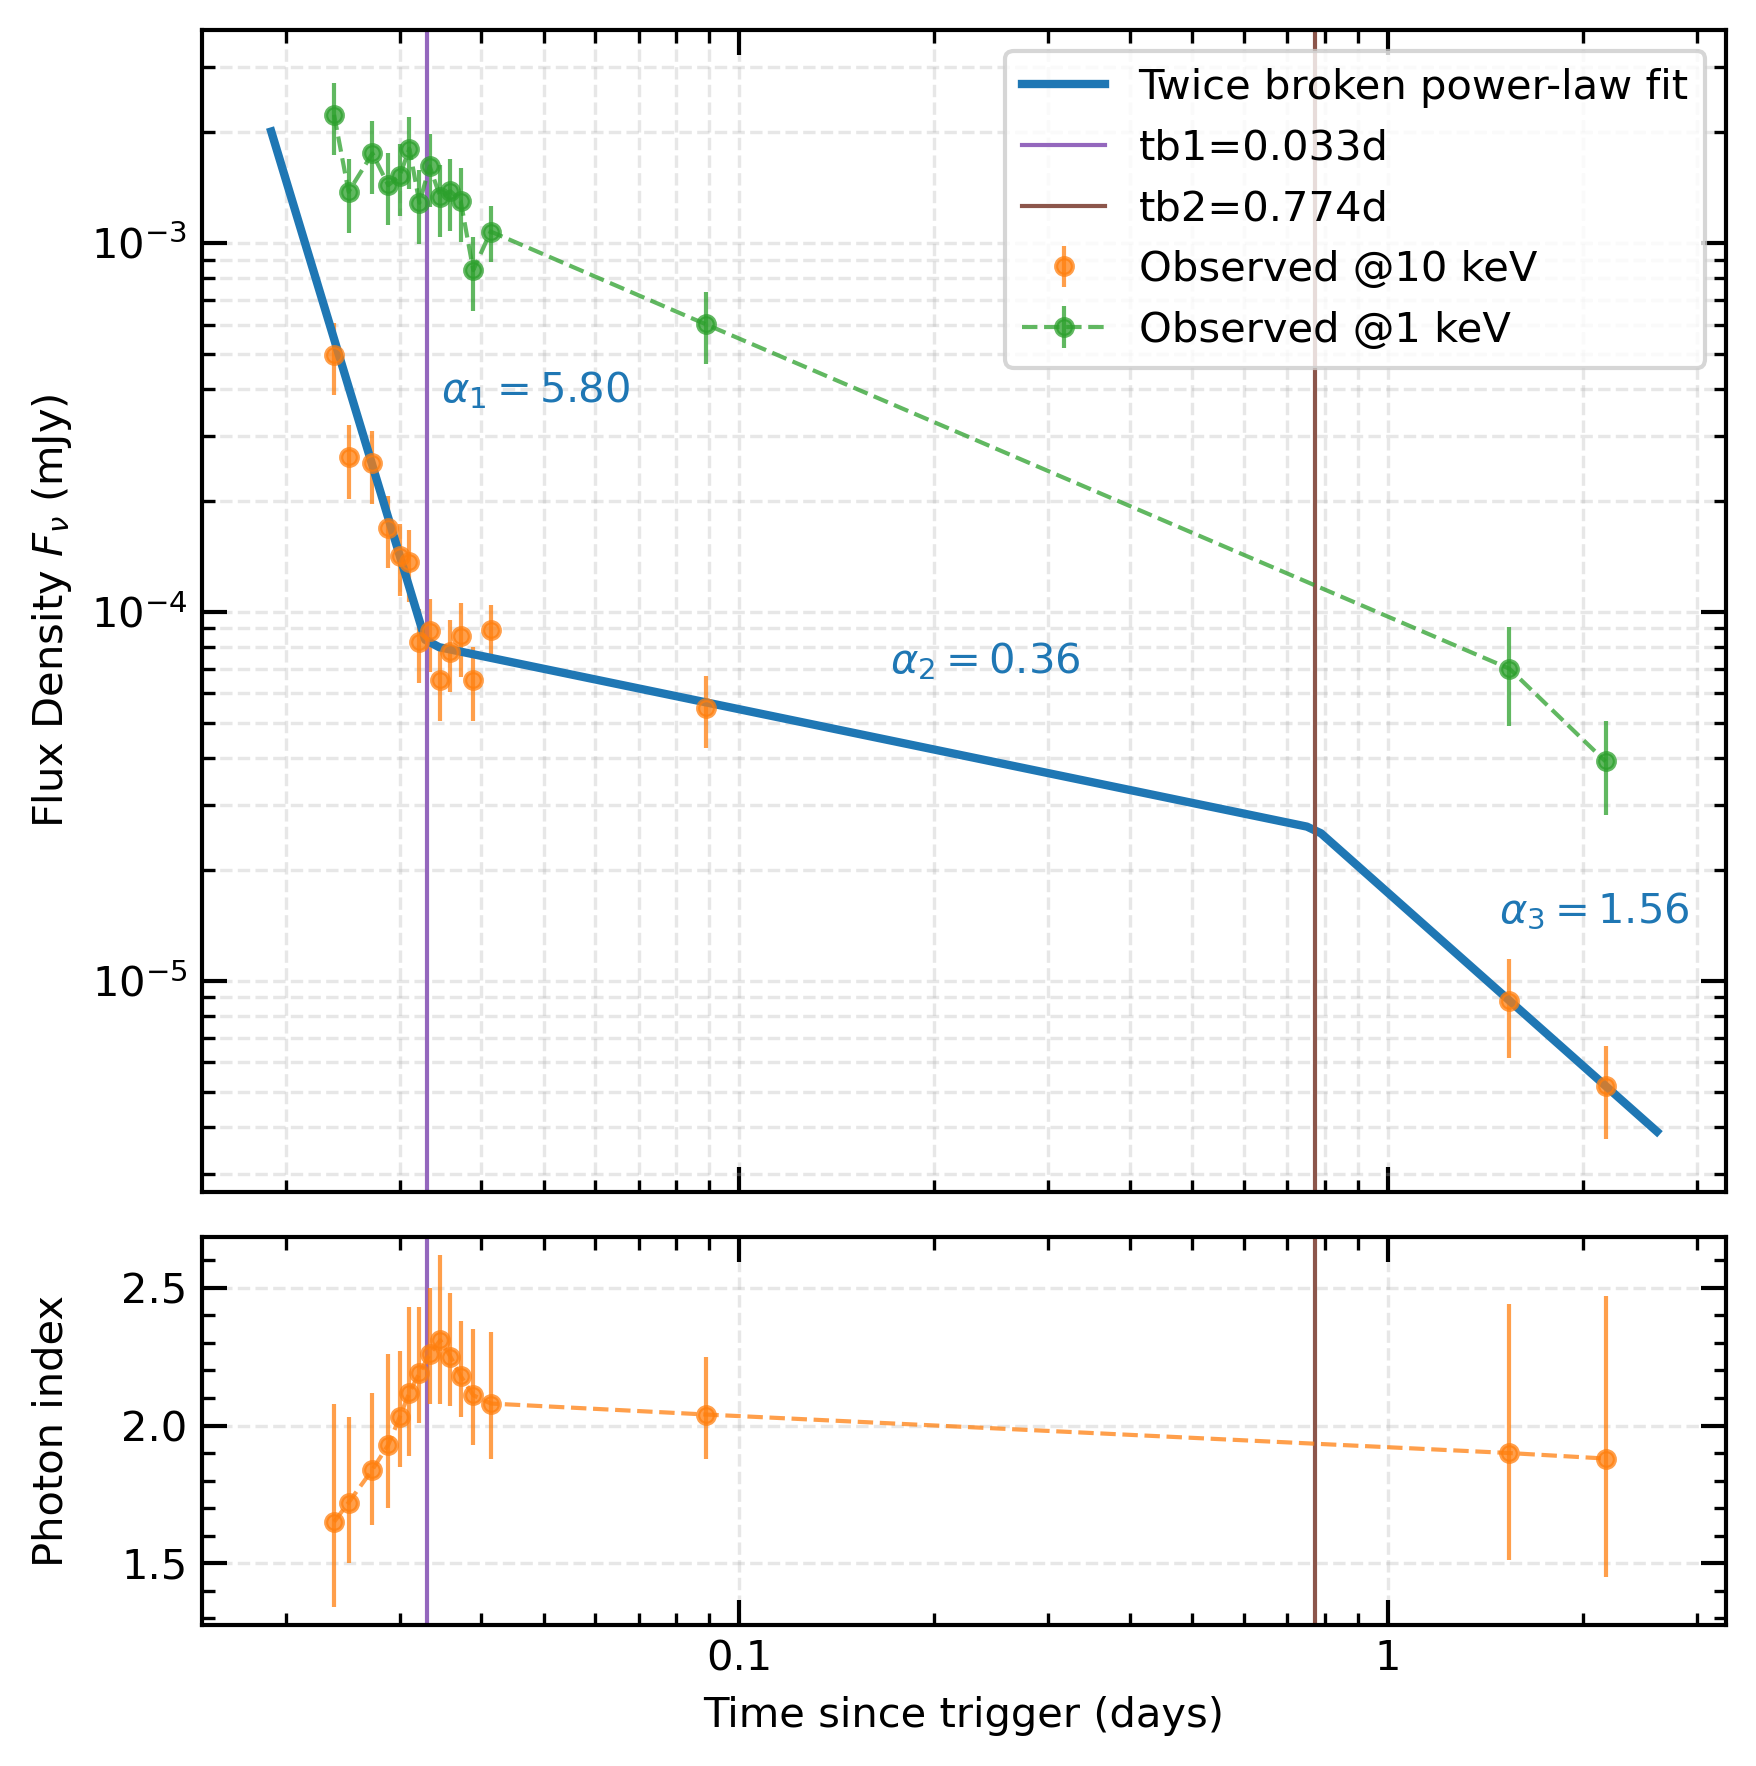 Twice broken power-law fit
tb1=0.033d
tb2=0.774d
Observed @10 keV
Observed @1 keV
10⁻³
10⁻⁴
10⁻⁵
Flux Density Fᵥ (mJy)
α₁ = 5.80
α₂ = 0.36
α₃ = 1.56
2.5
2.0
1.5
Photon index
0.1
1
Time since trigger (days)